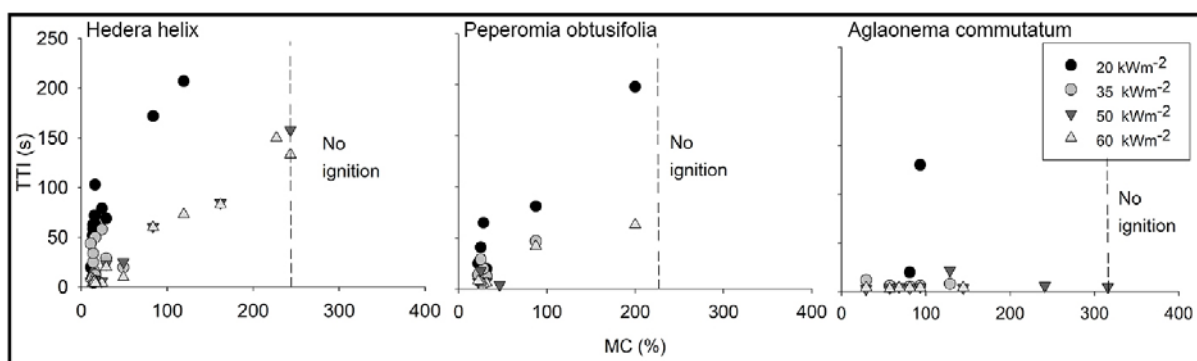 Hedera helix
Peperomia obtusifolia
Aglaonema commutatum
250
200
150
100
50
0
TTI (s)
No
ignition
No
ignition
No
ignition
20 kWm-2
35 kWm-2
50 kWm-2
60 kWm-2
0 100 200 300 400
0 100 200 300 400
0 100 200 300 400
MC (%)